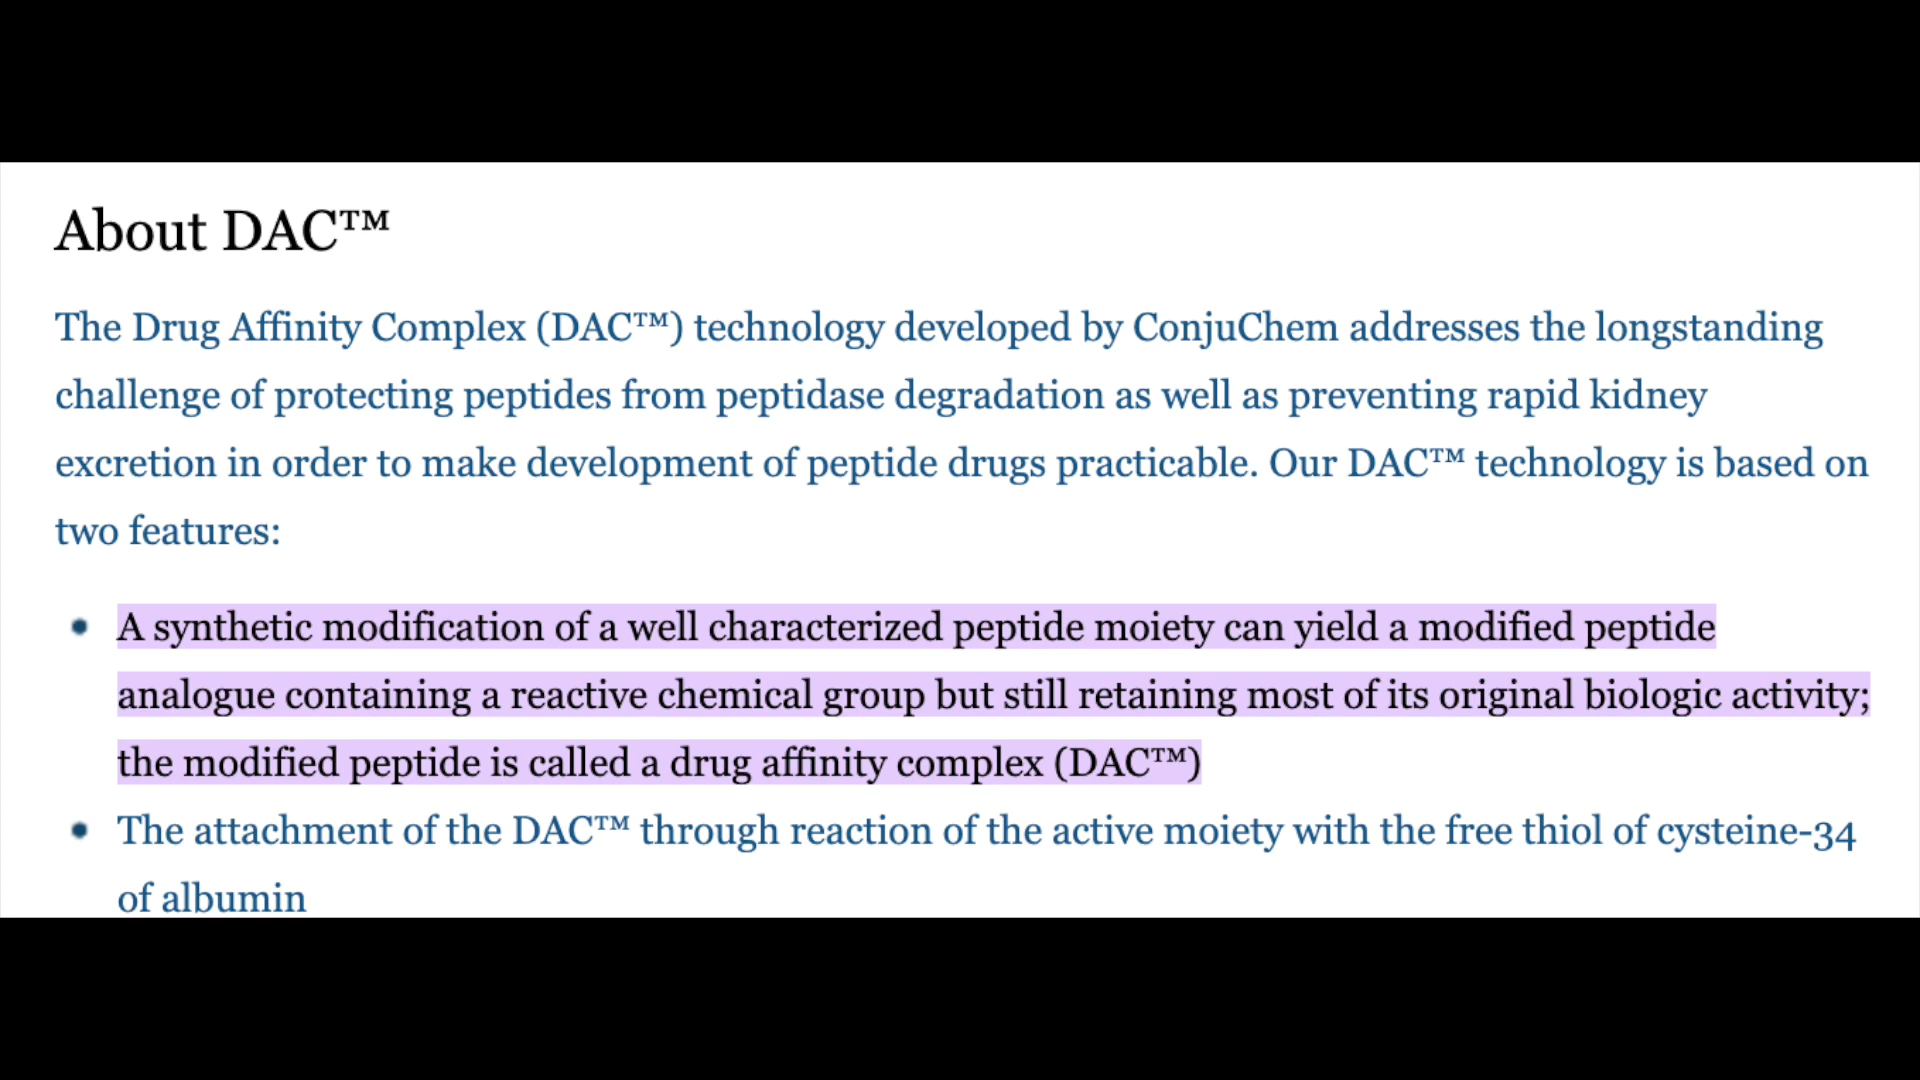 About DAC™
The Drug Affinity Complex (DAC™) technology developed by ConjuChem addresses the longstanding
challenge of protecting peptides from peptidase degradation as well as preventing rapid kidney
excretion in order to make development of peptide drugs practicable. Our DAC™ technology is based on
two features:
• A synthetic modification of a well characterized peptide moiety can yield a modified peptide
analogue containing a reactive chemical group but still retaining most of its original biologic activity;
the modified peptide is called a drug affinity complex (DAC™)
• The attachment of the DAC™ through reaction of the active moiety with the free thiol of cysteine-34
of albumin